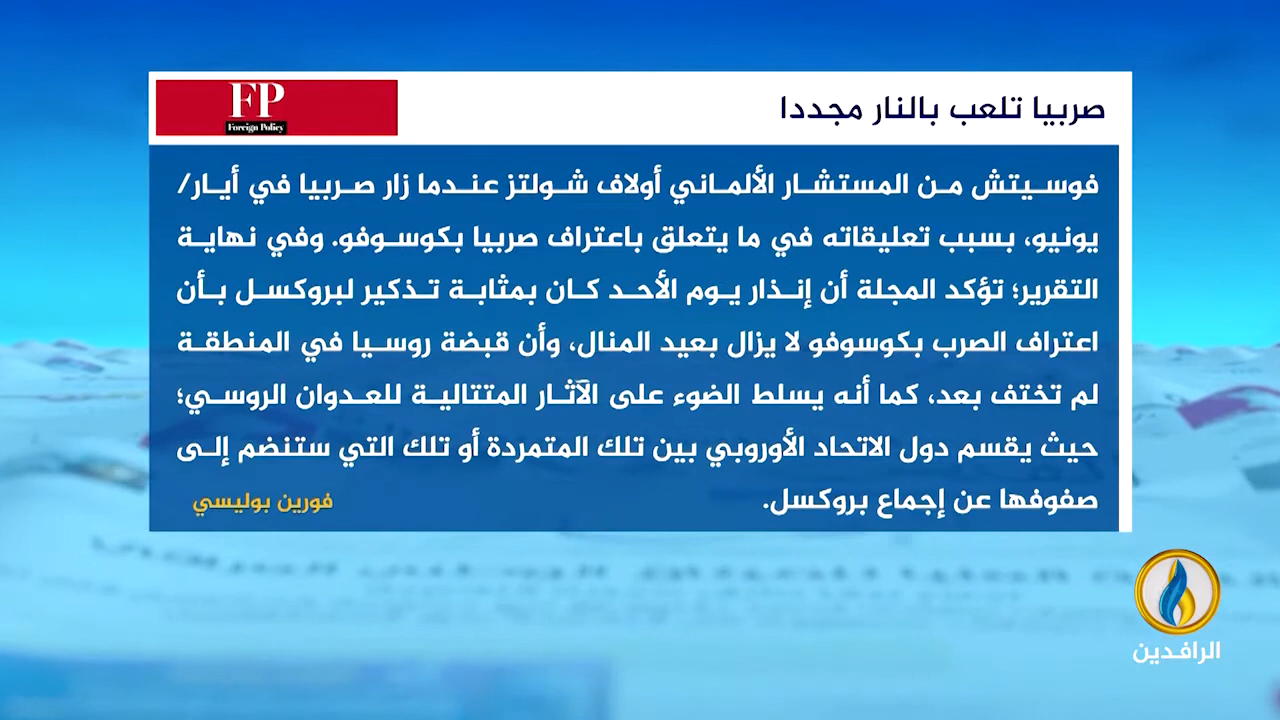 صربيا تلعب بالنار مجددا
FP
Foreign Policy
فوسيتش من المستشار الألماني أولاف شولتز عندما زار صربيا في أيار/
يونيو، بسبب تعليقاته في ما يتعلق باعتراف صربيا بكوسوفو. وفي نهاية
التقرير؛ تؤكد المجلة أن إنذار يوم الأحد كان بمثابة تذكير لبروكسل بأن
اعتراف الصرب بكوسوفو لا يزال بعيد المنال، وأن قبضة روسيا في المنطقة
لم تختف بعد، كما أنه يسلط الضوء على الآثار المتتالية للعدوان الروسي؛
حيث يقسم دول الاتحاد الأوروبي بين تلك المتمردة أو تلك التي ستنضم إلى
صفوفها عن إجماع بروكسل.
فورين بوليسي
الرافدين